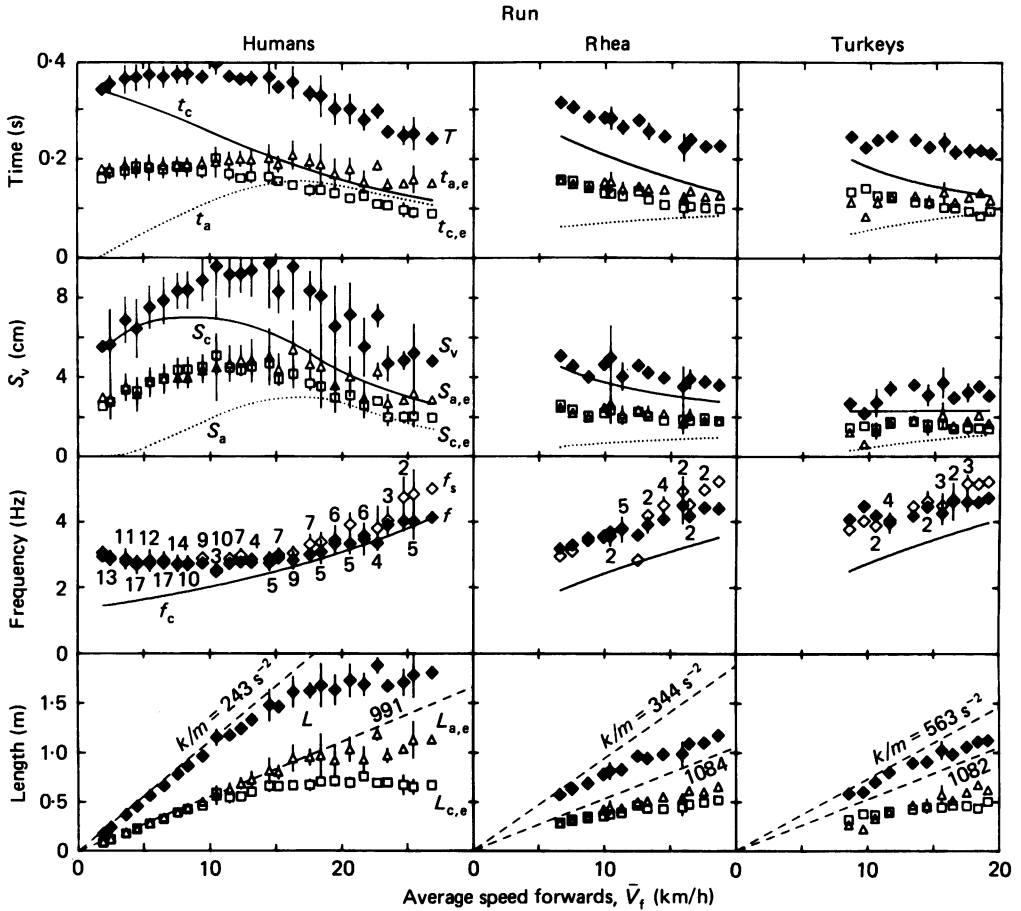 Run
Humans Rhea Turkeys
Time (s)
0·4
0·2
0
t_c
T
t_a,e
t_a
t_c,e
S_v (cm)
8
4
0
S_c
S_v
S_a,e
S_a
S_c,e
Frequency (Hz)
4
2
0
2
3
f_s
11 12 14 9 10 7 4 7 7 6 6
f
3
13 17 17 10 5 9 5 5 4 5
f_c
5 2 4 2 2
2 2
4 3 2 3
2 2
Length (m)
1·5
1·0
0·5
0
k/m = 243 s⁻²
L
991
L_a,e
L_c,e
k/m = 344 s⁻²
1084
k/m = 563 s⁻²
1082
0 10 20 0 10 0 10 20
Average speed forwards, V̄_f (km/h)